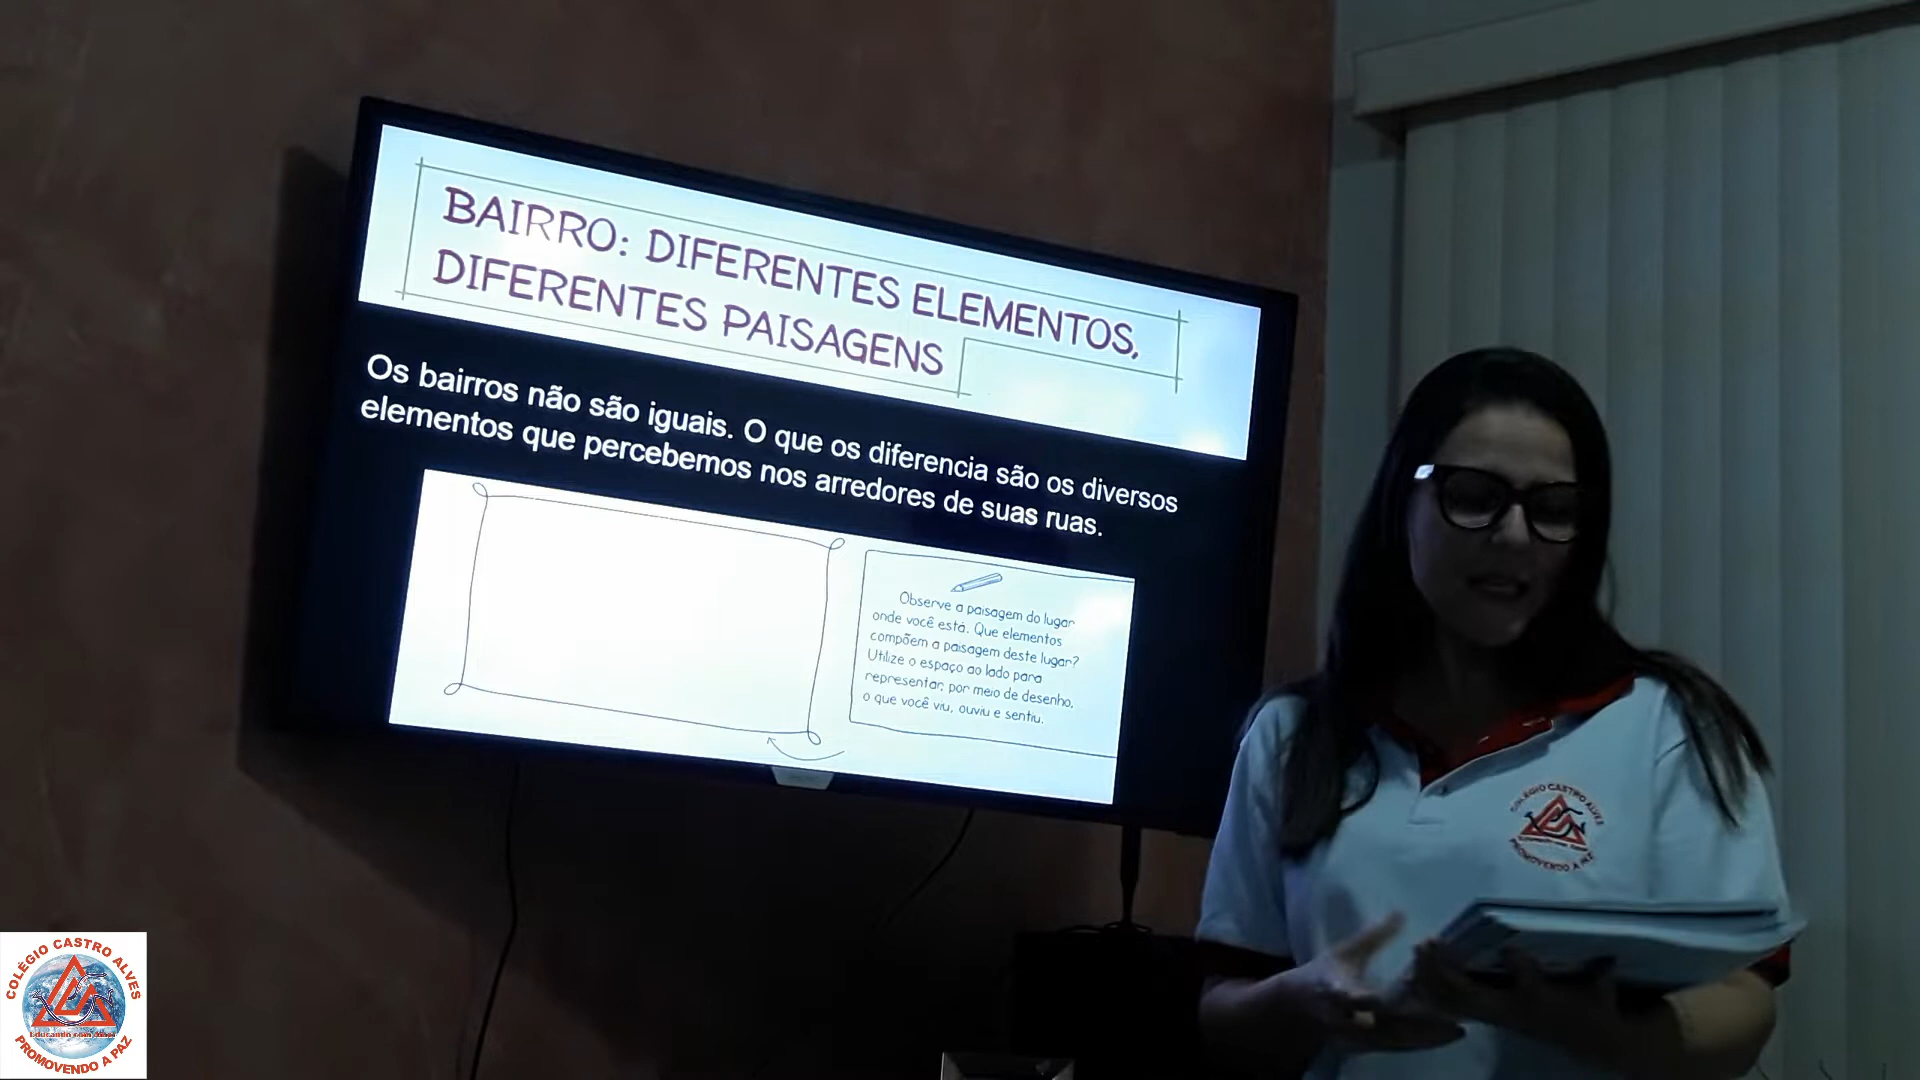 BAIRRO: DIFERENTES ELEMENTOS,
DIFERENTES PAISAGENS
Os bairros não são iguais. O que os diferencia são os diversos
elementos que percebemos nos arredores de suas ruas.
Observe a paisagem do lugar
onde você está. Que elementos
compõem a paisagem deste lugar?
Utilize o espaço ao lado para
representar, por meio de desenho,
o que você viu, ouviu e sentiu.
COLÉGIO CASTRO ALVES
PROMOVENDO A PAZ
COLÉGIO CASTRO ALVES
Educando com Amor
PROMOVENDO A PAZ